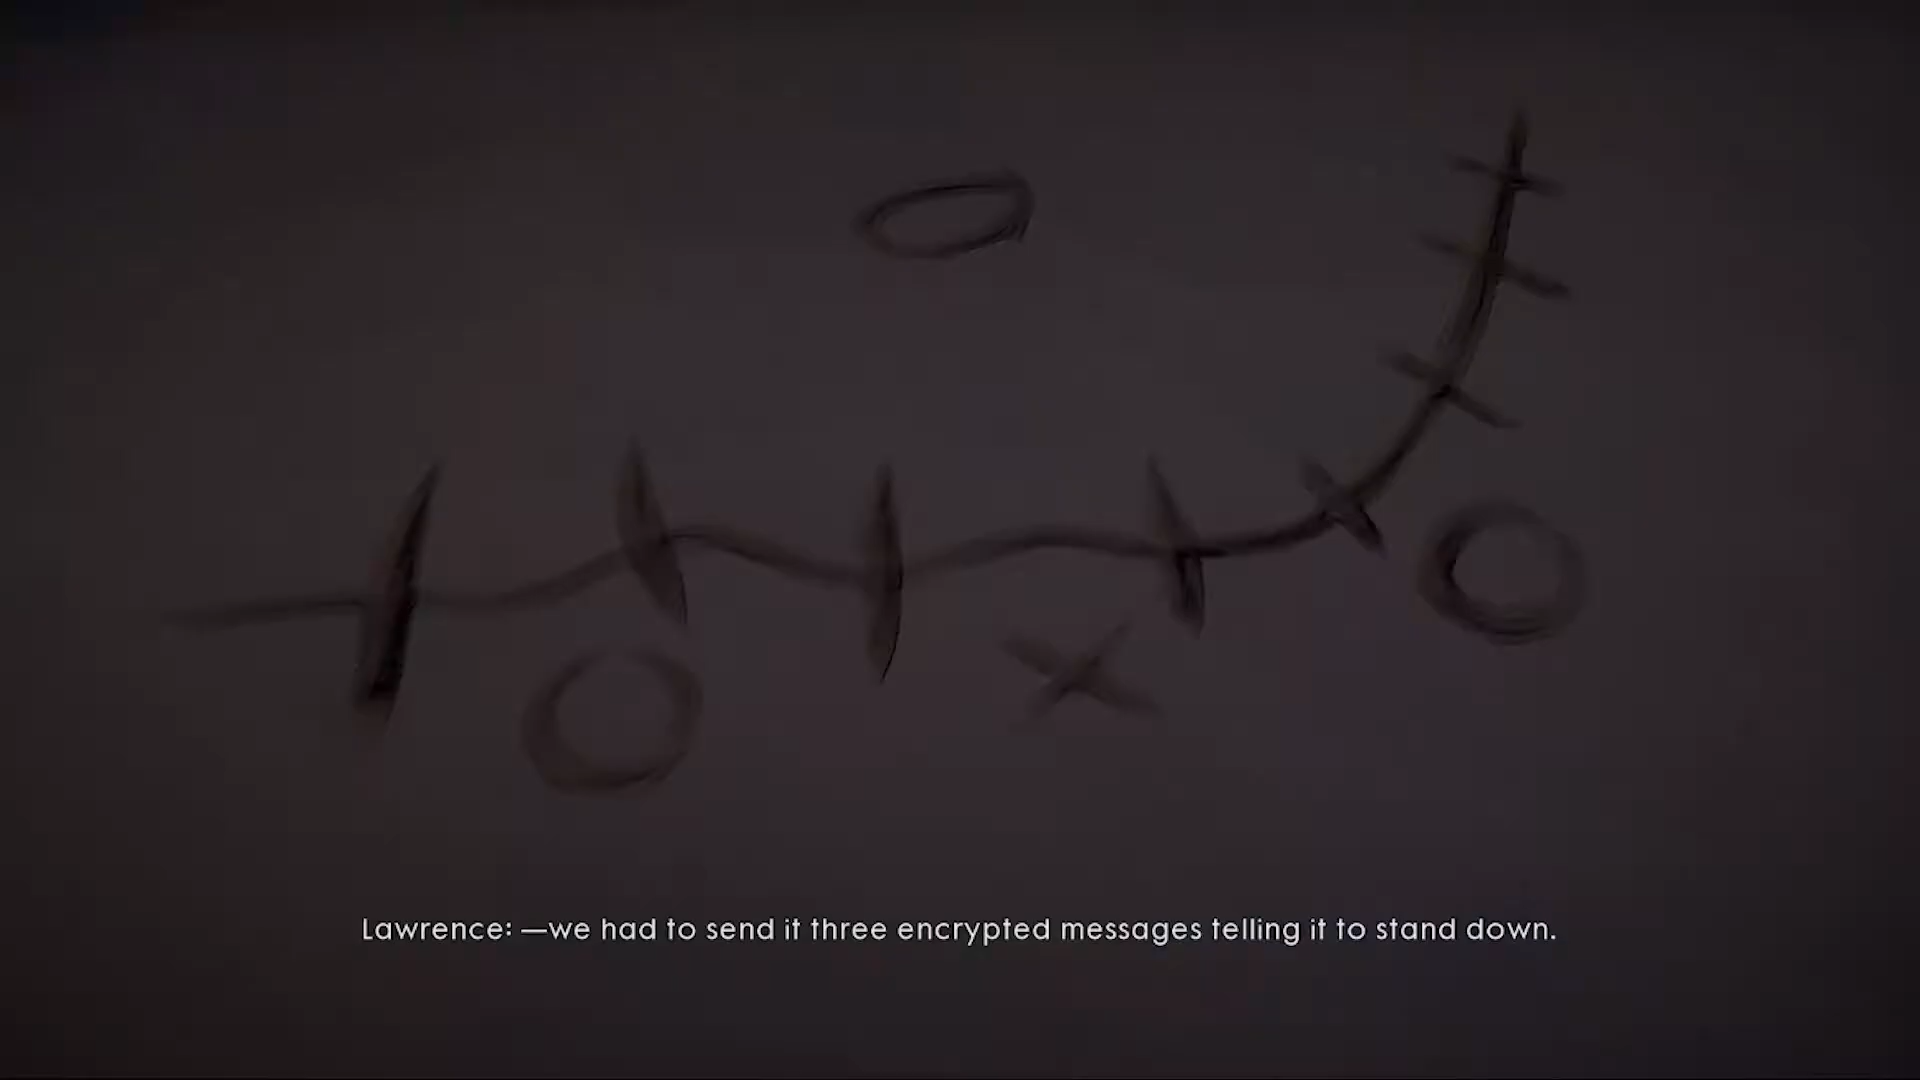 Lawrence: —we had to send it three encrypted messages telling it to stand down.